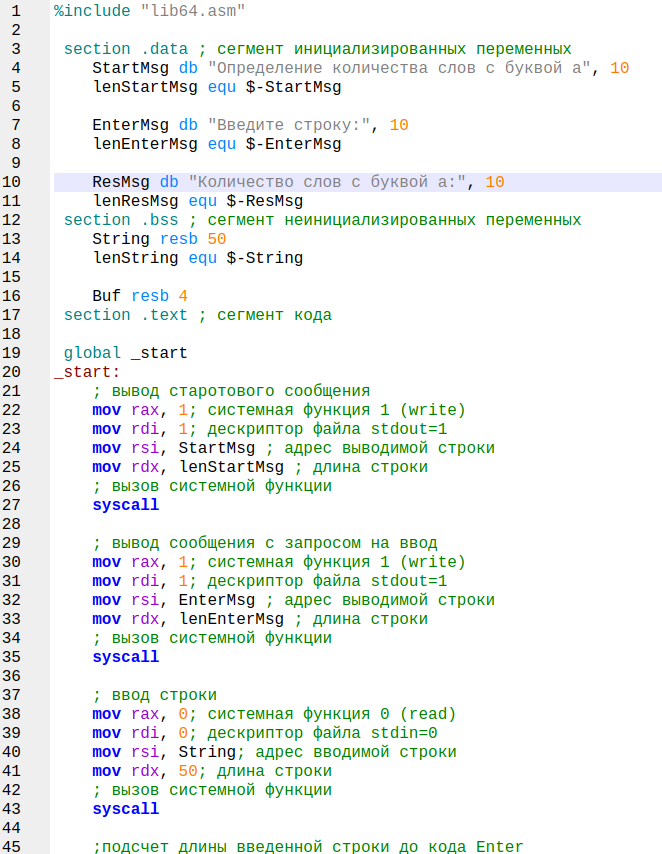 1 %include "lib64.asm"
2
3 section .data ; сегмент инициализированных переменных
4 StartMsg db "Определение количества слов с буквой а", 10
5 lenStartMsg equ $-StartMsg
6
7 EnterMsg db "Введите строку:", 10
8 lenEnterMsg equ $-EnterMsg
9
10 ResMsg db "Количество слов с буквой а:", 10
11 lenResMsg equ $-ResMsg
12 section .bss ; сегмент неинициализированных переменных
13 String resb 50
14 lenString equ $-String
15
16 Buf resb 4
17 section .text ; сегмент кода
18
19 global _start
20 _start:
21 ; вывод старотового сообщения
22 mov rax, 1; системная функция 1 (write)
23 mov rdi, 1; дескриптор файла stdout=1
24 mov rsi, StartMsg ; адрес выводимой строки
25 mov rdx, lenStartMsg ; длина строки
26 ; вызов системной функции
27 syscall
28
29 ; вывод сообщения с запросом на ввод
30 mov rax, 1; системная функция 1 (write)
31 mov rdi, 1; дескриптор файла stdout=1
32 mov rsi, EnterMsg ; адрес выводимой строки
33 mov rdx, lenEnterMsg ; длина строки
34 ; вызов системной функции
35 syscall
36
37 ; ввод строки
38 mov rax, 0; системная функция 0 (read)
39 mov rdi, 0; дескриптор файла stdin=0
40 mov rsi, String; адрес вводимой строки
41 mov rdx, 50; длина строки
42 ; вызов системной функции
43 syscall
44
45 ;подсчет длины введенной строки до кода Enter